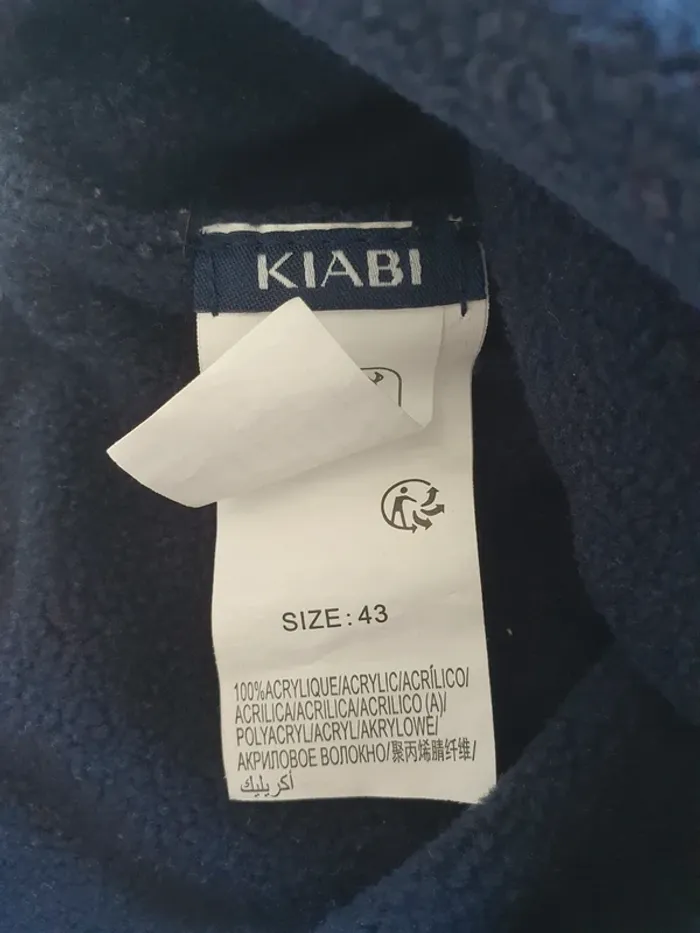 KIABI
SIZE: 43
100%ACRYLIQUE/ACRYLIC/ACRÍLICO/
ACRILICA/ACRILICA/ACRILICO (A)/
POLYACRYL/ACRYL/AKRYLOWE/
АКРИЛОВОЕ ВОЛОКНО/聚丙烯腈纤维/
أكريليك